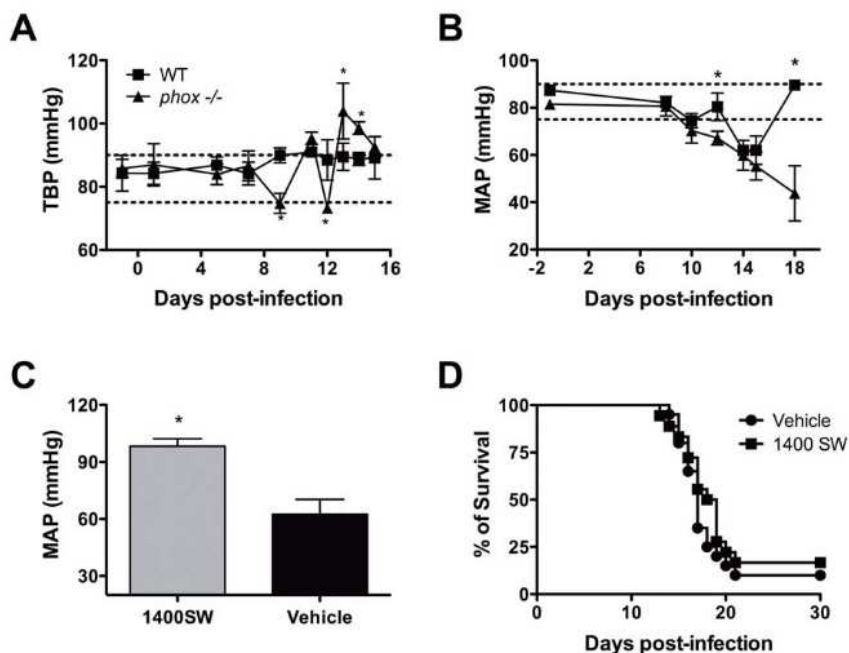 A
TBP (mmHg)
120
100
80
60
WT
phox -/-
*
*
*
*
0
4
8
12
16
Days post-infection
B
MAP (mmHg)
100
80
60
40
20
*
*
-2
2
6
10
14
18
Days post-infection
C
MAP (mmHg)
120
90
60
30
*
1400SW
Vehicle
D
% of Survival
100
75
50
25
0
Vehicle
1400 SW
0
10
20
30
Days post-infection